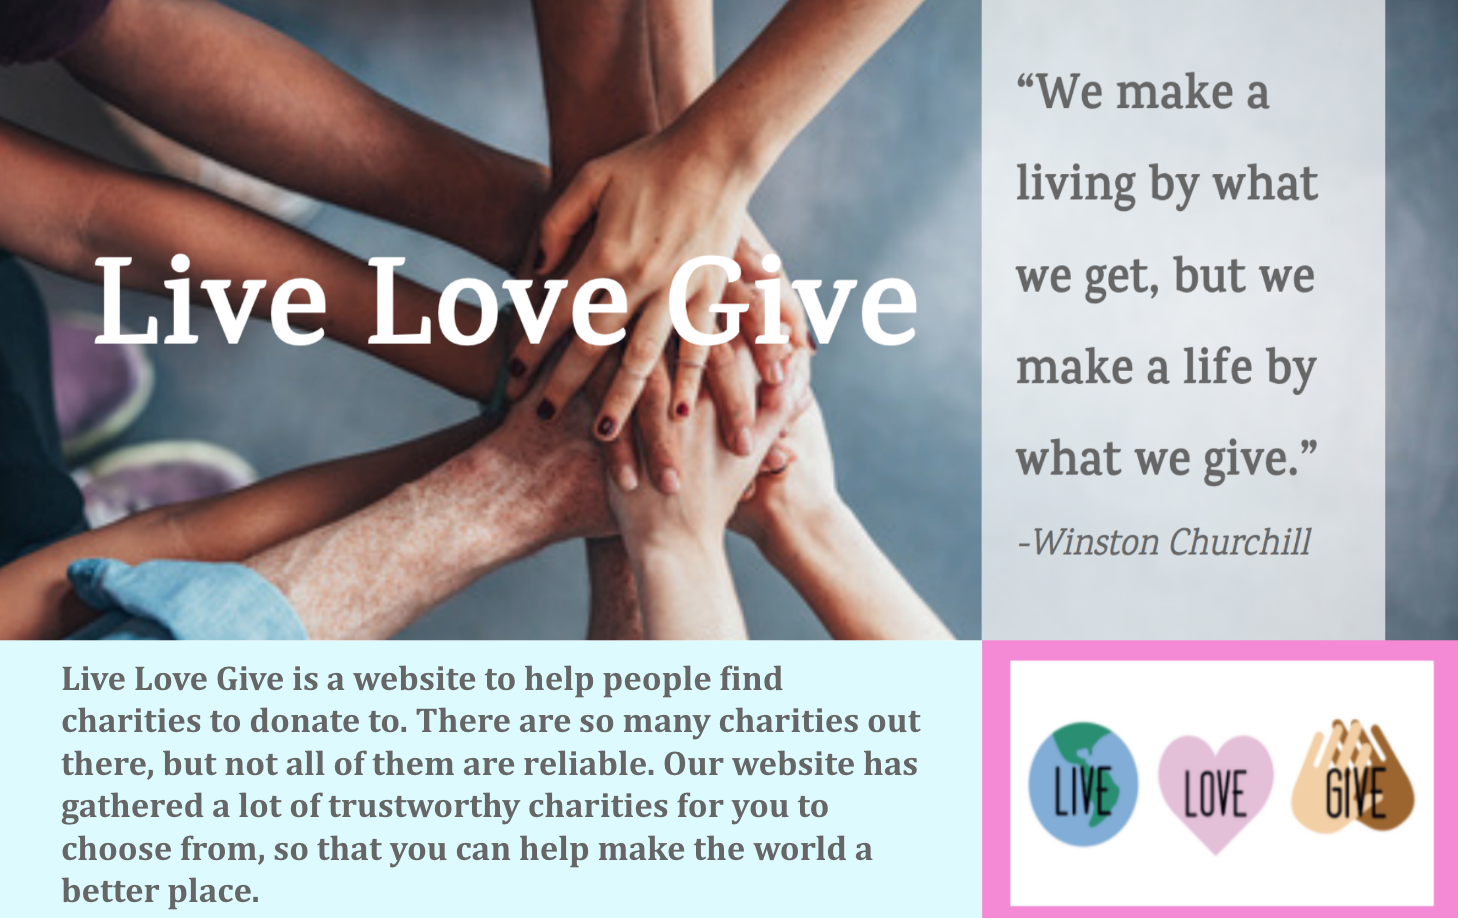 Live Love Give
“We make a
living by what
we get, but we
make a life by
what we give.”
-Winston Churchill
Live Love Give is a website to help people find
charities to donate to. There are so many charities out
there, but not all of them are reliable. Our website has
gathered a lot of trustworthy charities for you to
choose from, so that you can help make the world a
better place.
LIVE
LOVE
GIVE